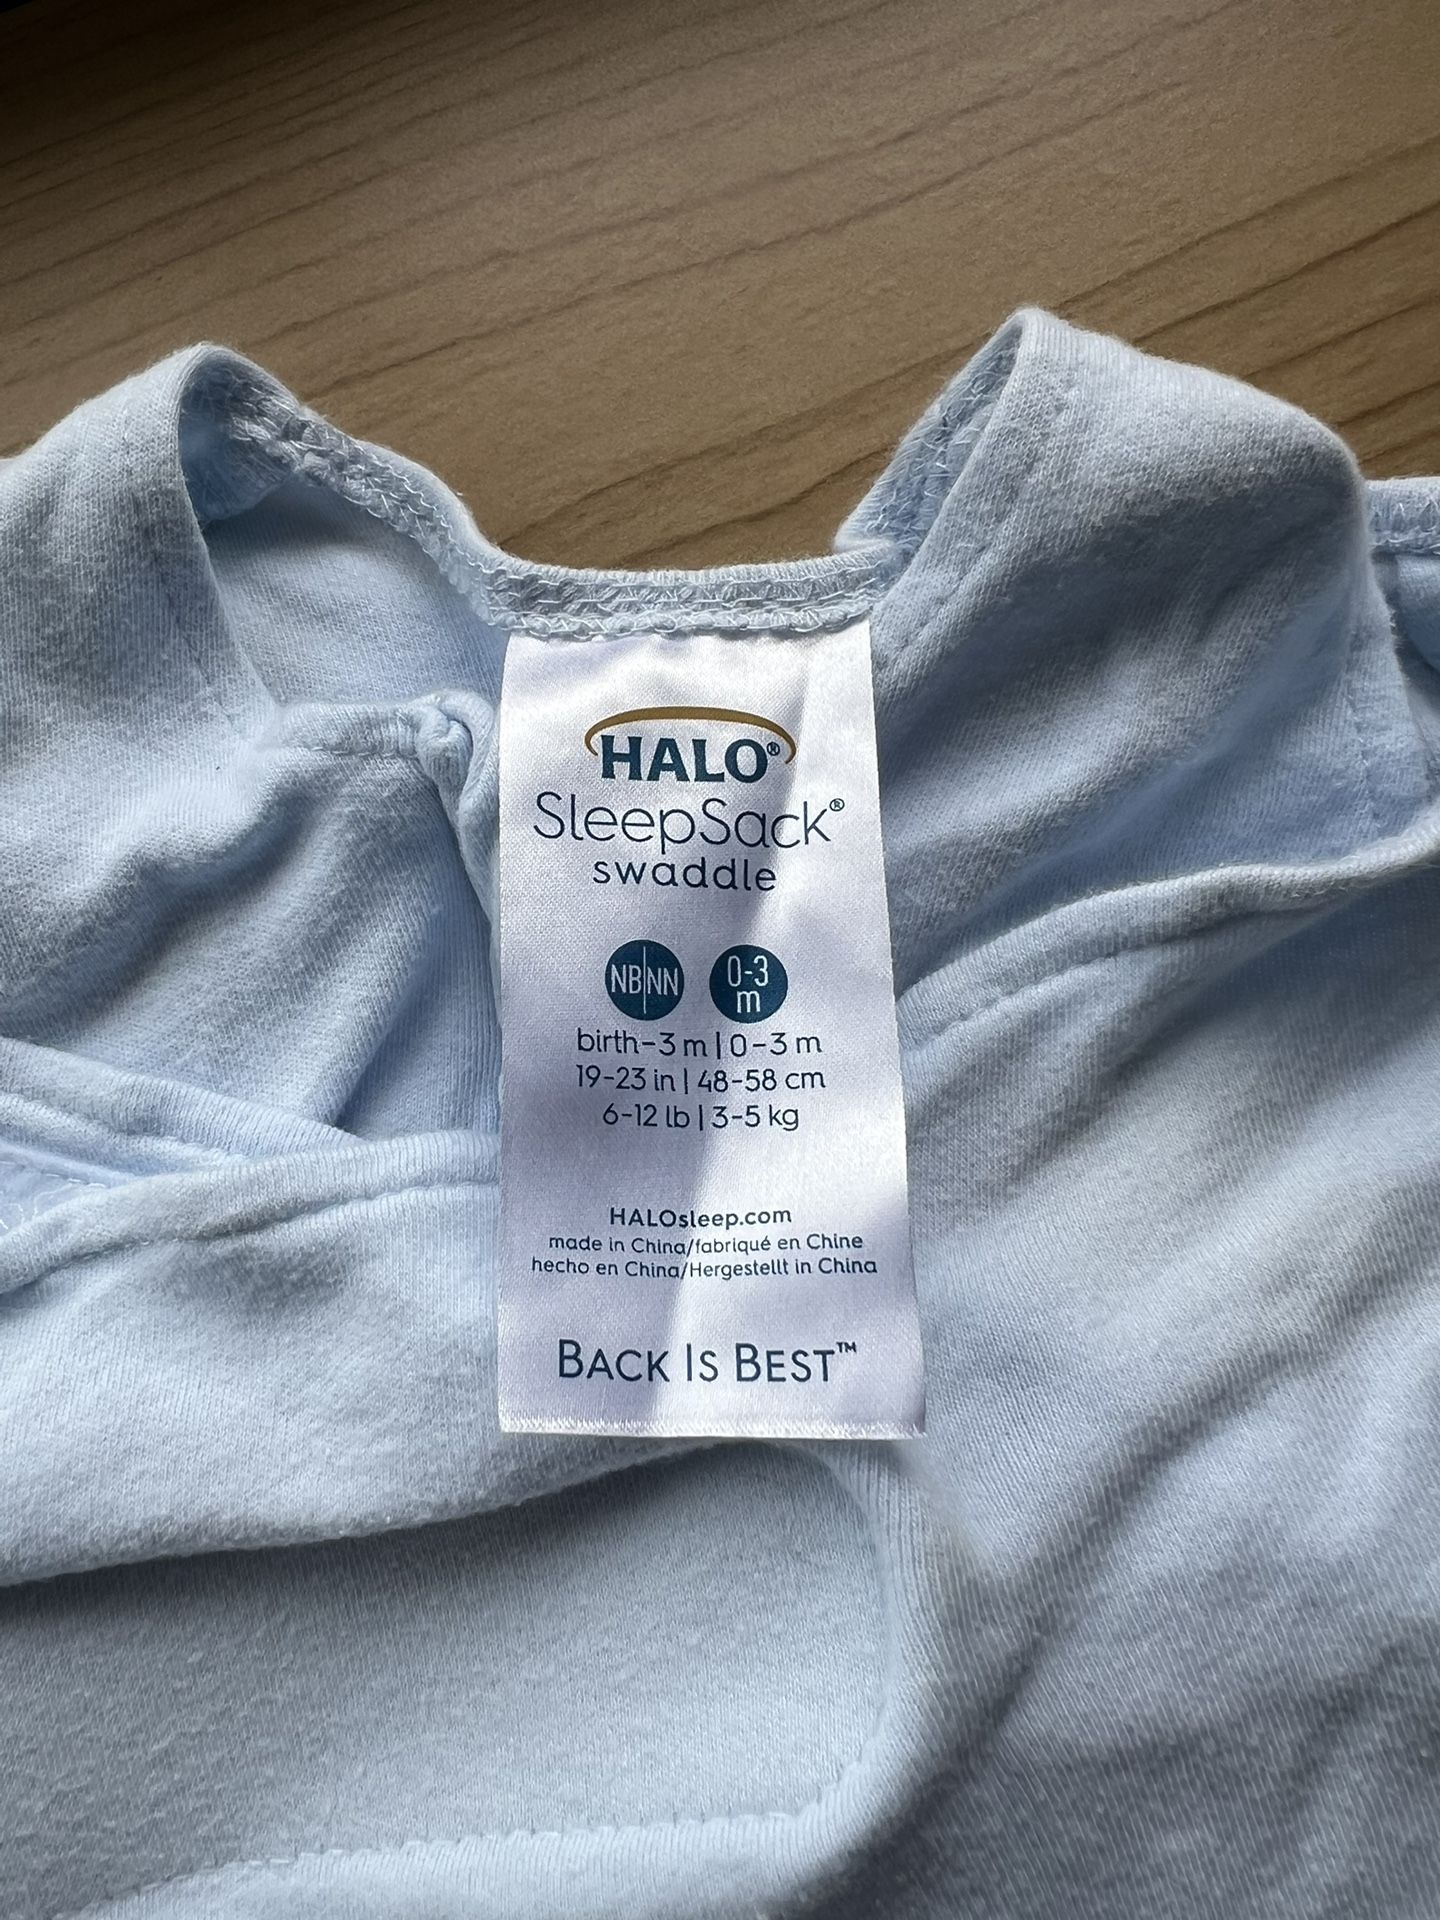 HALO®
SleepSack®
swaddle
NB|NN 0-3 m
birth-3 m | 0-3 m
19-23 in | 48-58 cm
6-12 lb | 3-5 kg
HALOsleep.com
made in China/fabriqué en Chine
hecho en China/Hergestellt in China
BACK IS BEST™